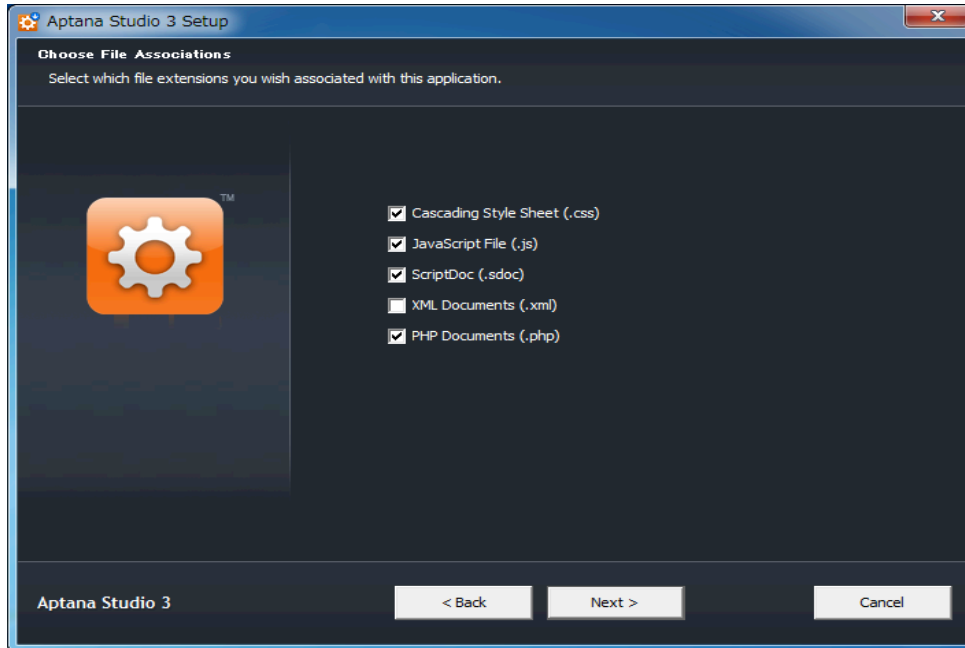 Aptana Studio 3 Setup
Choose File Associations
Select which file extensions you wish associated with this application.
TM
Cascading Style Sheet (.css)
JavaScript File (.js)
ScriptDoc (.sdoc)
XML Documents (.xml)
PHP Documents (.php)
Aptana Studio 3
< Back
Next >
Cancel